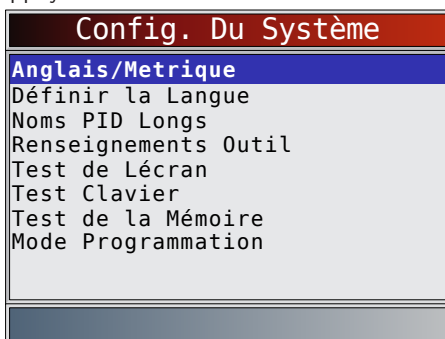 Config. Du Système
Anglais/Metrique
Définir la Langue
Noms PID Longs
Renseignements Outil
Test de Lécran
Test Clavier
Test de la Mémoire
Mode Programmation